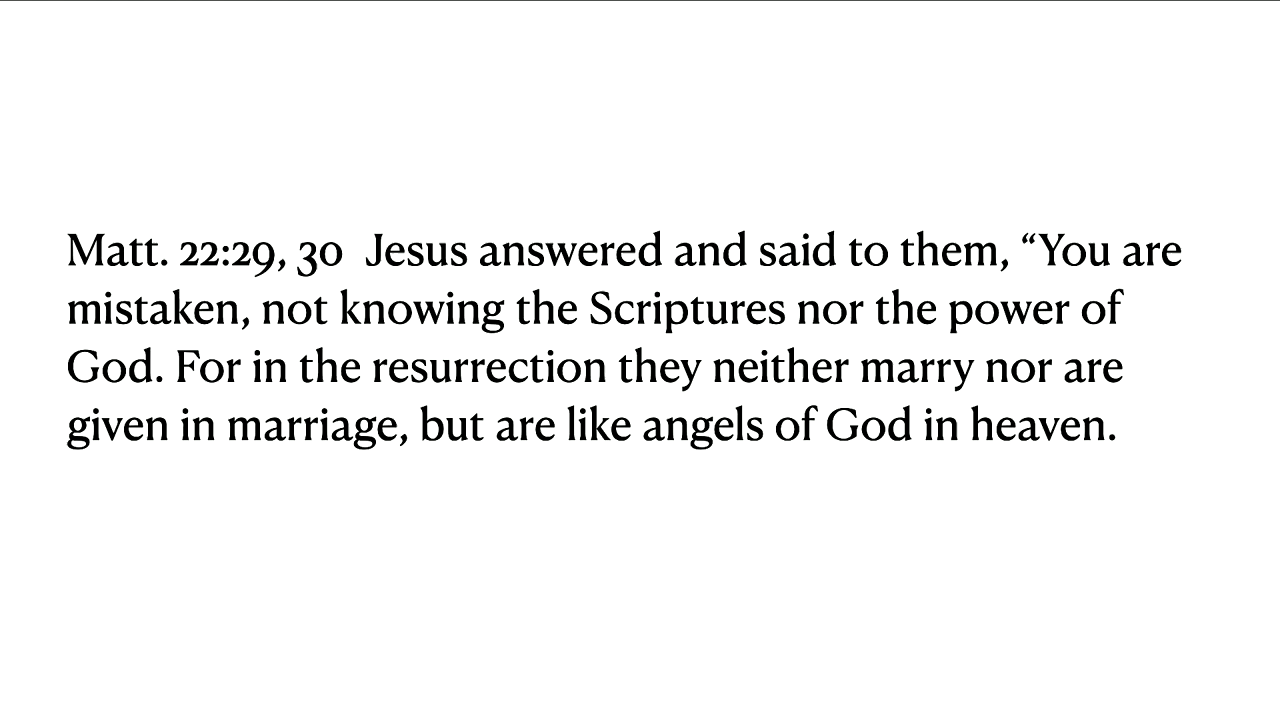 Matt. 22:29, 30  Jesus answered and said to them, “You are
mistaken, not knowing the Scriptures nor the power of
God. For in the resurrection they neither marry nor are
given in marriage, but are like angels of God in heaven.